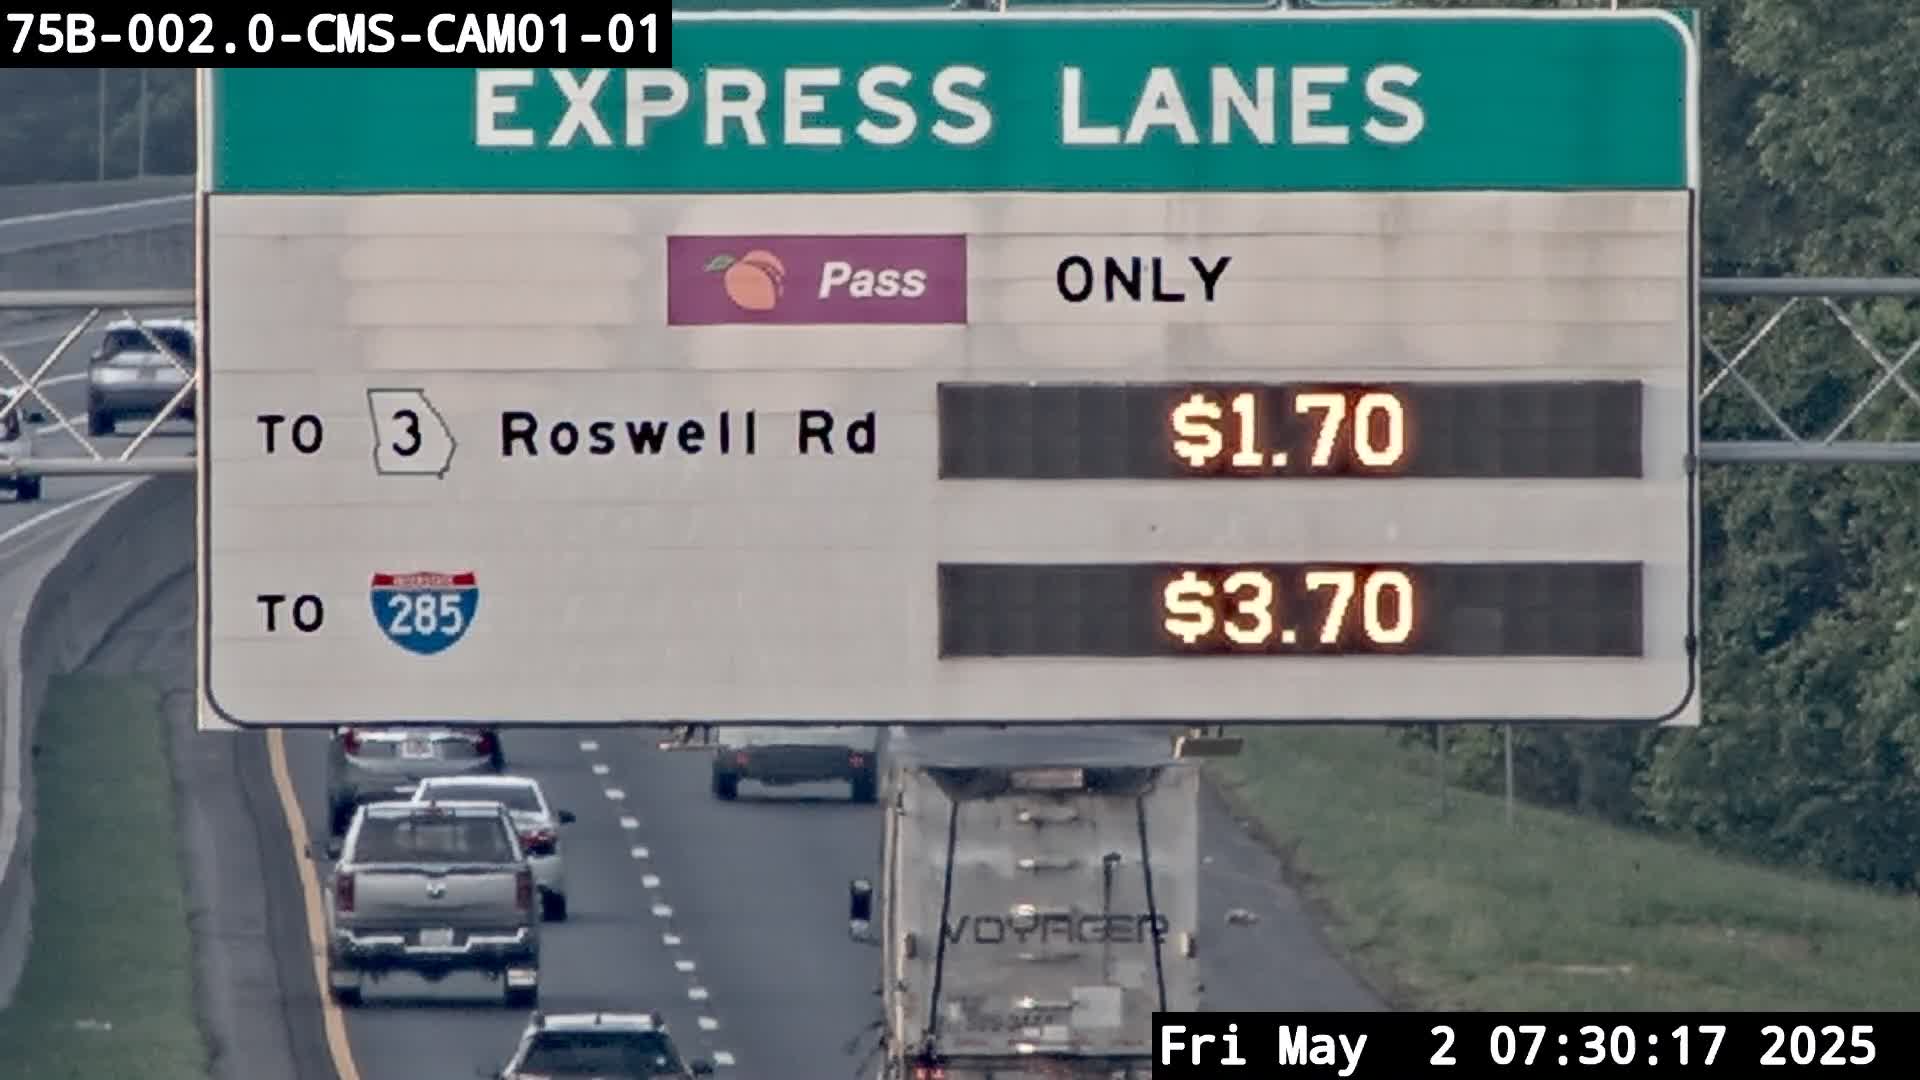 75B-002.0-CMS-CAM01-01
EXPRESS LANES
Pass ONLY
TO 3 Roswell Rd $1.70
INTERSTATE
TO 285 $3.70
VOYAGER
Fri May 2 07:30:17 2025